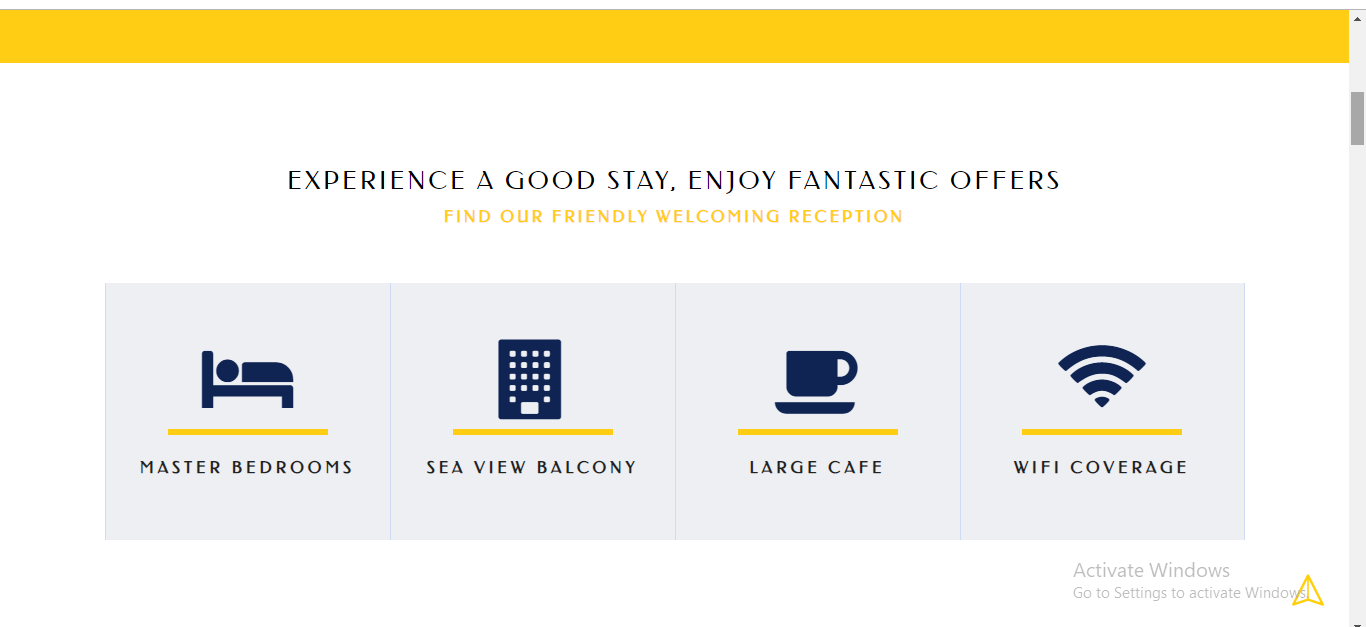 EXPERIENCE A GOOD STAY, ENJOY FANTASTIC OFFERS
FIND OUR FRIENDLY WELCOMING RECEPTION
MASTER BEDROOMS
SEA VIEW BALCONY
LARGE CAFE
WIFI COVERAGE
Activate Windows
Go to Settings to activate Windows.